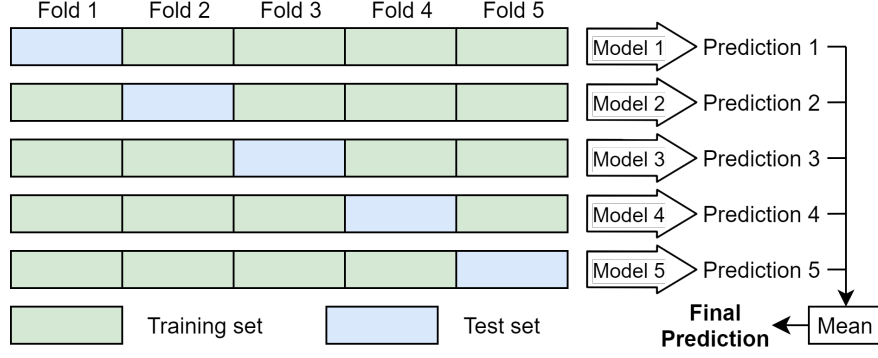 Fold 1 Fold 2 Fold 3 Fold 4 Fold 5
Model 1 Prediction 1
Model 2 Prediction 2
Model 3 Prediction 3
Model 4 Prediction 4
Model 5 Prediction 5
Training set Test set
Final
Prediction
Mean